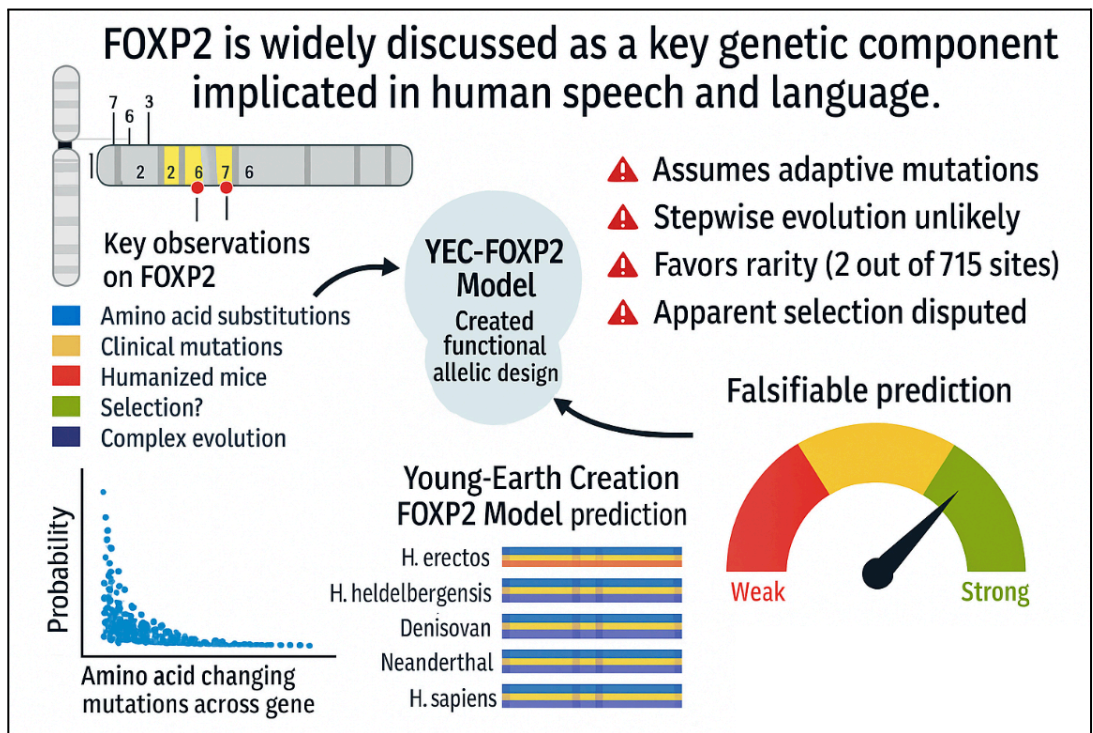 FOXP2 is widely discussed as a key genetic component
implicated in human speech and language.
7 6 3
2 2 6 7 6
Key observations
on FOXP2
Amino acid substitutions
Clinical mutations
Humanized mice
Selection?
Complex evolution
YEC-FOXP2
Model
Created
functional
allelic design
Assumes adaptive mutations
Stepwise evolution unlikely
Favors rarity (2 out of 715 sites)
Apparent selection disputed
Falsifiable prediction
Weak
Strong
Probability
Amino acid changing
mutations across gene
Young-Earth Creation
FOXP2 Model prediction
H. erectos
H. heldelbergensis
Denisovan
Neanderthal
H. sapiens